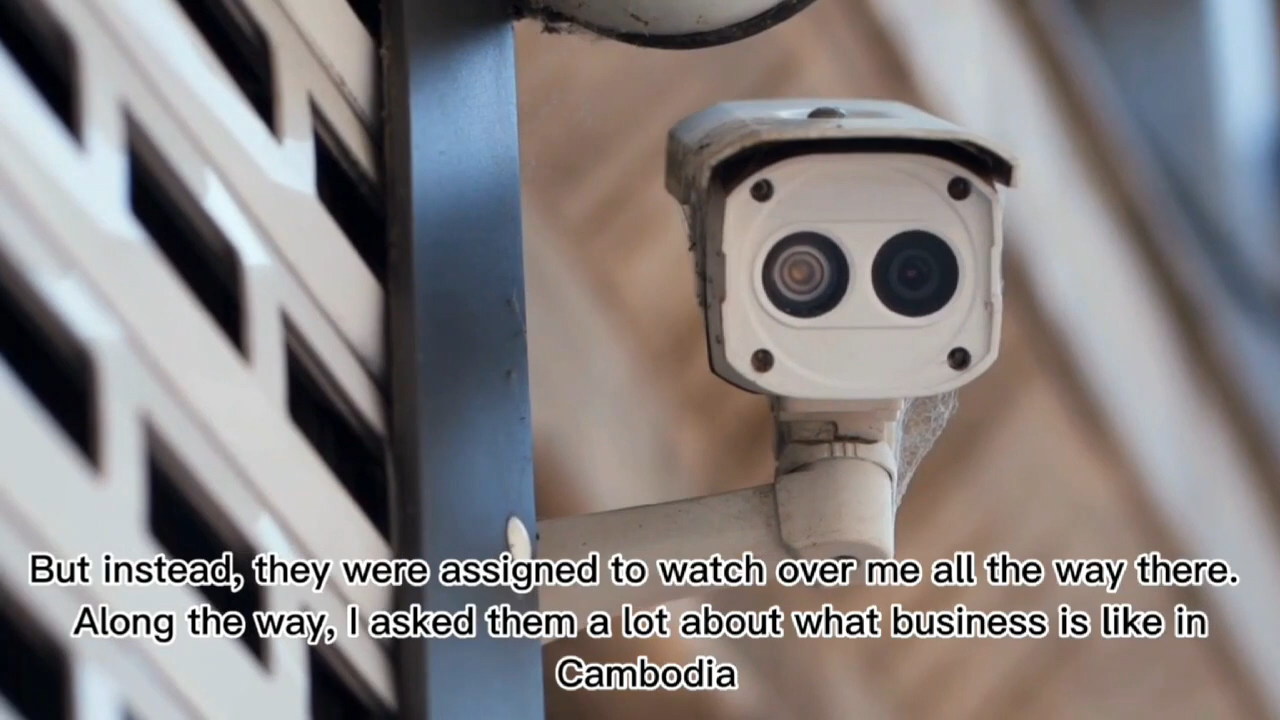 But instead, they were assigned to watch over me all the way there.
Along the way, I asked them a lot about what business is like in
Cambodia